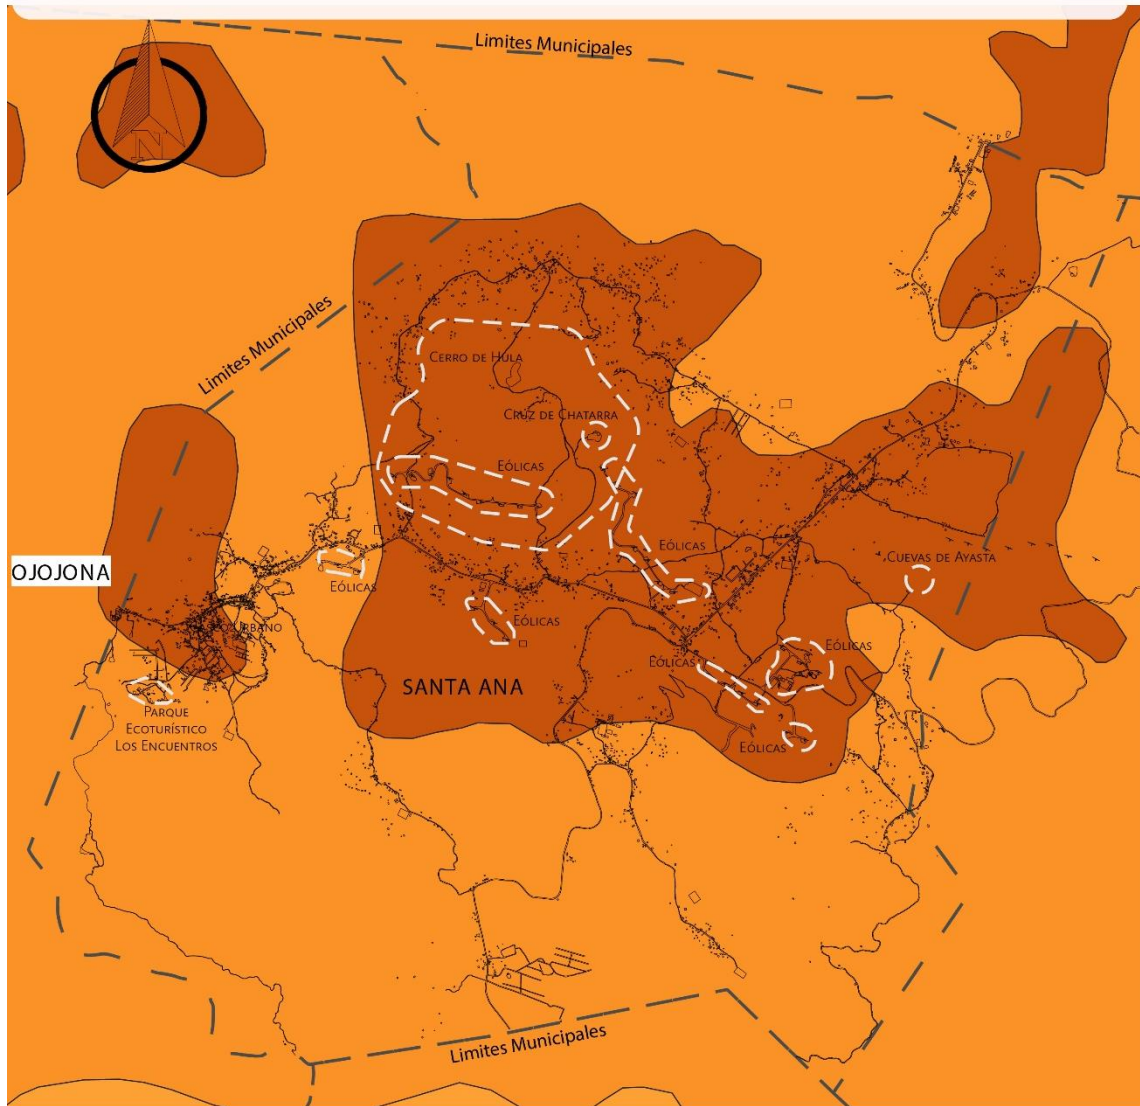 Limites Municipales
N
Limites Municipales
CERRO DE HULA
CRUZ DE CHATARRA
EÓLICAS
EÓLICAS
CUEVAS DE AYASTA
OJOJONA
EÓLICAS
EÓLICAS
URBANO
EÓLICAS
EÓLICAS
SANTA ANA
PARQUE
ECOTURÍSTICO
LOS ENCUENTROS
EÓLICAS
Limites Municipales